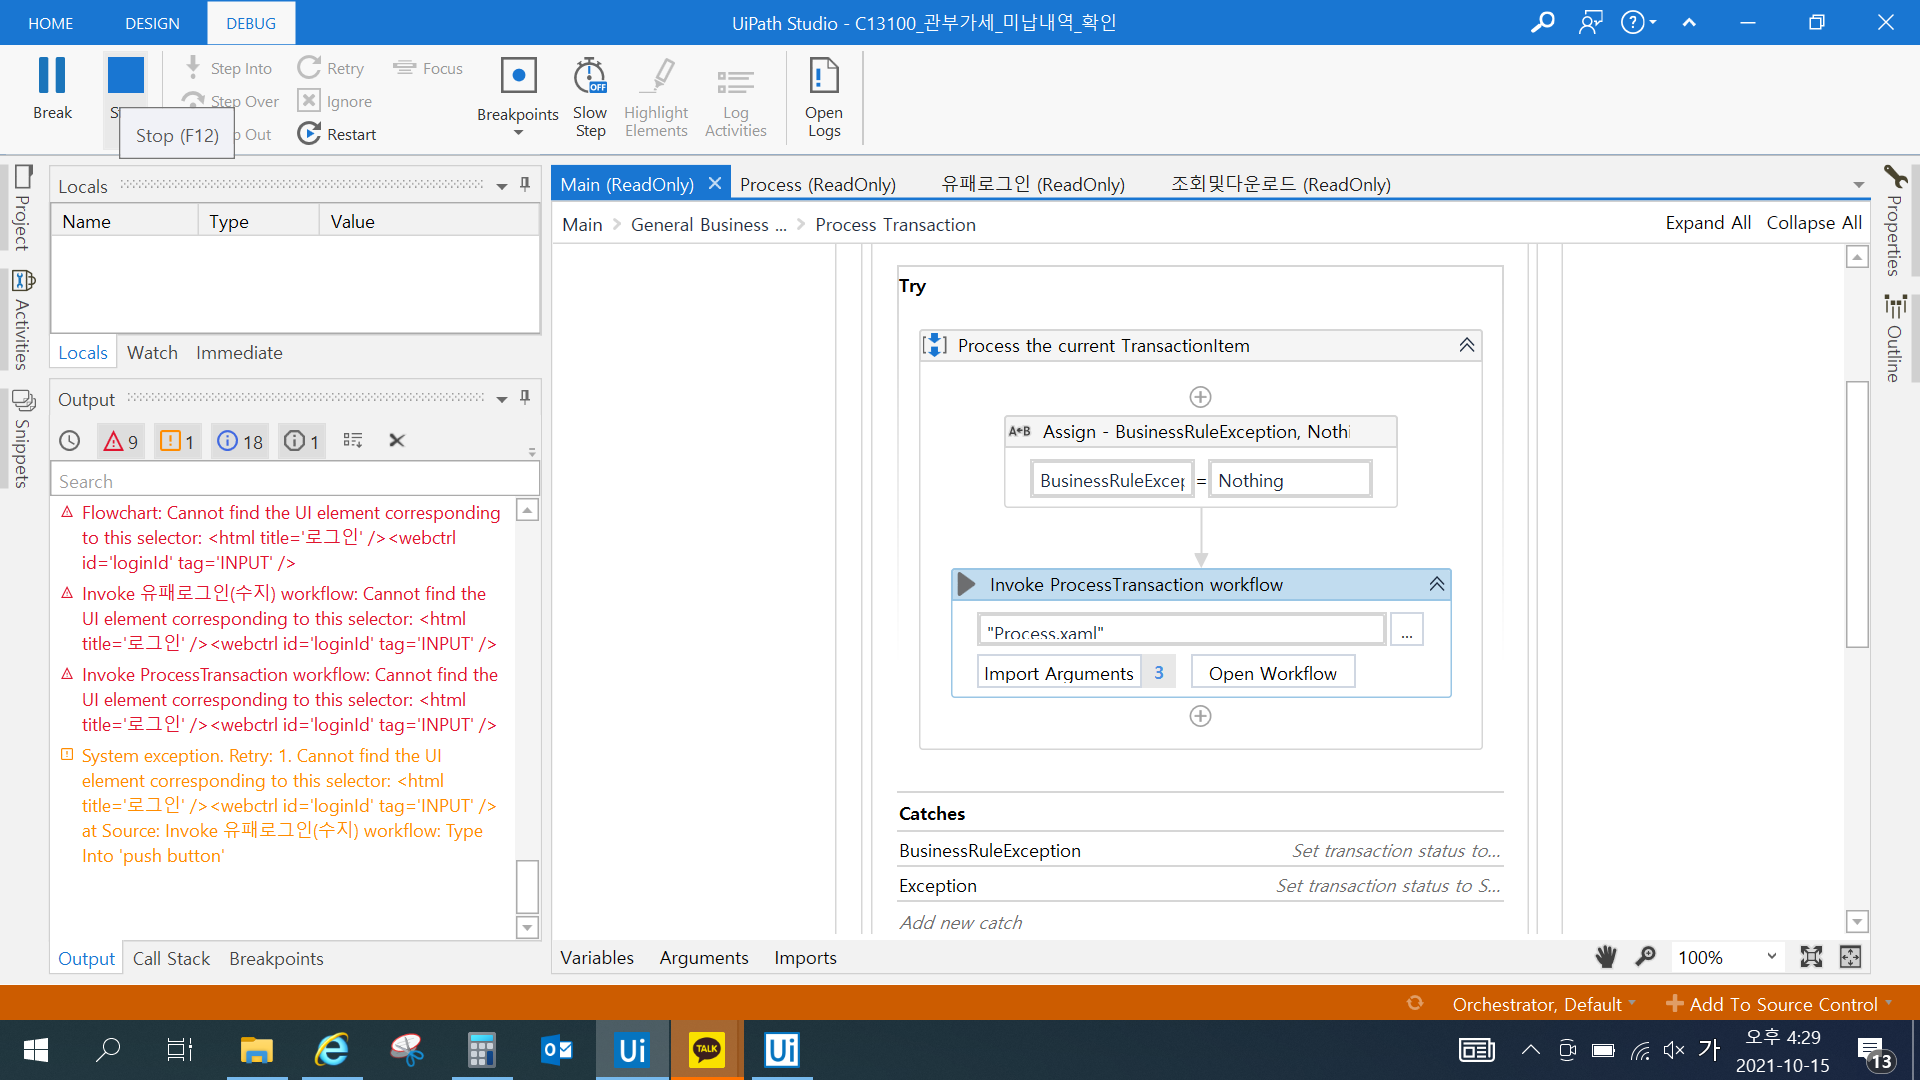 HOME DESIGN DEBUG UiPath Studio - C13100_관부가세_미납내역_확인
Break
Step Into
Step Over
Retry
Ignore
Restart
Focus
Breakpoints
Slow Step
Highlight Elements
Log Activities
Open Logs
Stop (F12)
Out
Project
Activities
Snippets
Locals
Name Type Value
Locals Watch Immediate
Output
9 1 18 1
Search
Flowchart: Cannot find the UI element corresponding
to this selector: <html title='로그인' /><webctrl
id='loginId' tag='INPUT' />
Invoke 유패로그인(수지) workflow: Cannot find the
UI element corresponding to this selector: <html
title='로그인' /><webctrl id='loginId' tag='INPUT' />
Invoke ProcessTransaction workflow: Cannot find the
UI element corresponding to this selector: <html
title='로그인' /><webctrl id='loginId' tag='INPUT' />
System exception. Retry: 1. Cannot find the UI
element corresponding to this selector: <html
title='로그인' /><webctrl id='loginId' tag='INPUT' />
at Source: Invoke 유패로그인(수지) workflow: Type
Into 'push button'
Output Call Stack Breakpoints
Main (ReadOnly) Process (ReadOnly) 유패로그인 (ReadOnly) 조회및다운로드 (ReadOnly)
Main > General Business ... > Process Transaction Expand All Collapse All
Try
Process the current TransactionItem
A←B Assign - BusinessRuleException, Nothi
BusinessRuleExcep = Nothing
Invoke ProcessTransaction workflow
"Process.xaml" ...
Import Arguments 3 Open Workflow
Catches
BusinessRuleException Set transaction status to...
Exception Set transaction status to S...
Add new catch
Variables Arguments Imports 100%
Properties
Outline
Orchestrator, Default Add To Source Control
Ui TALK Ui 가 오후 4:29
2021-10-15 13